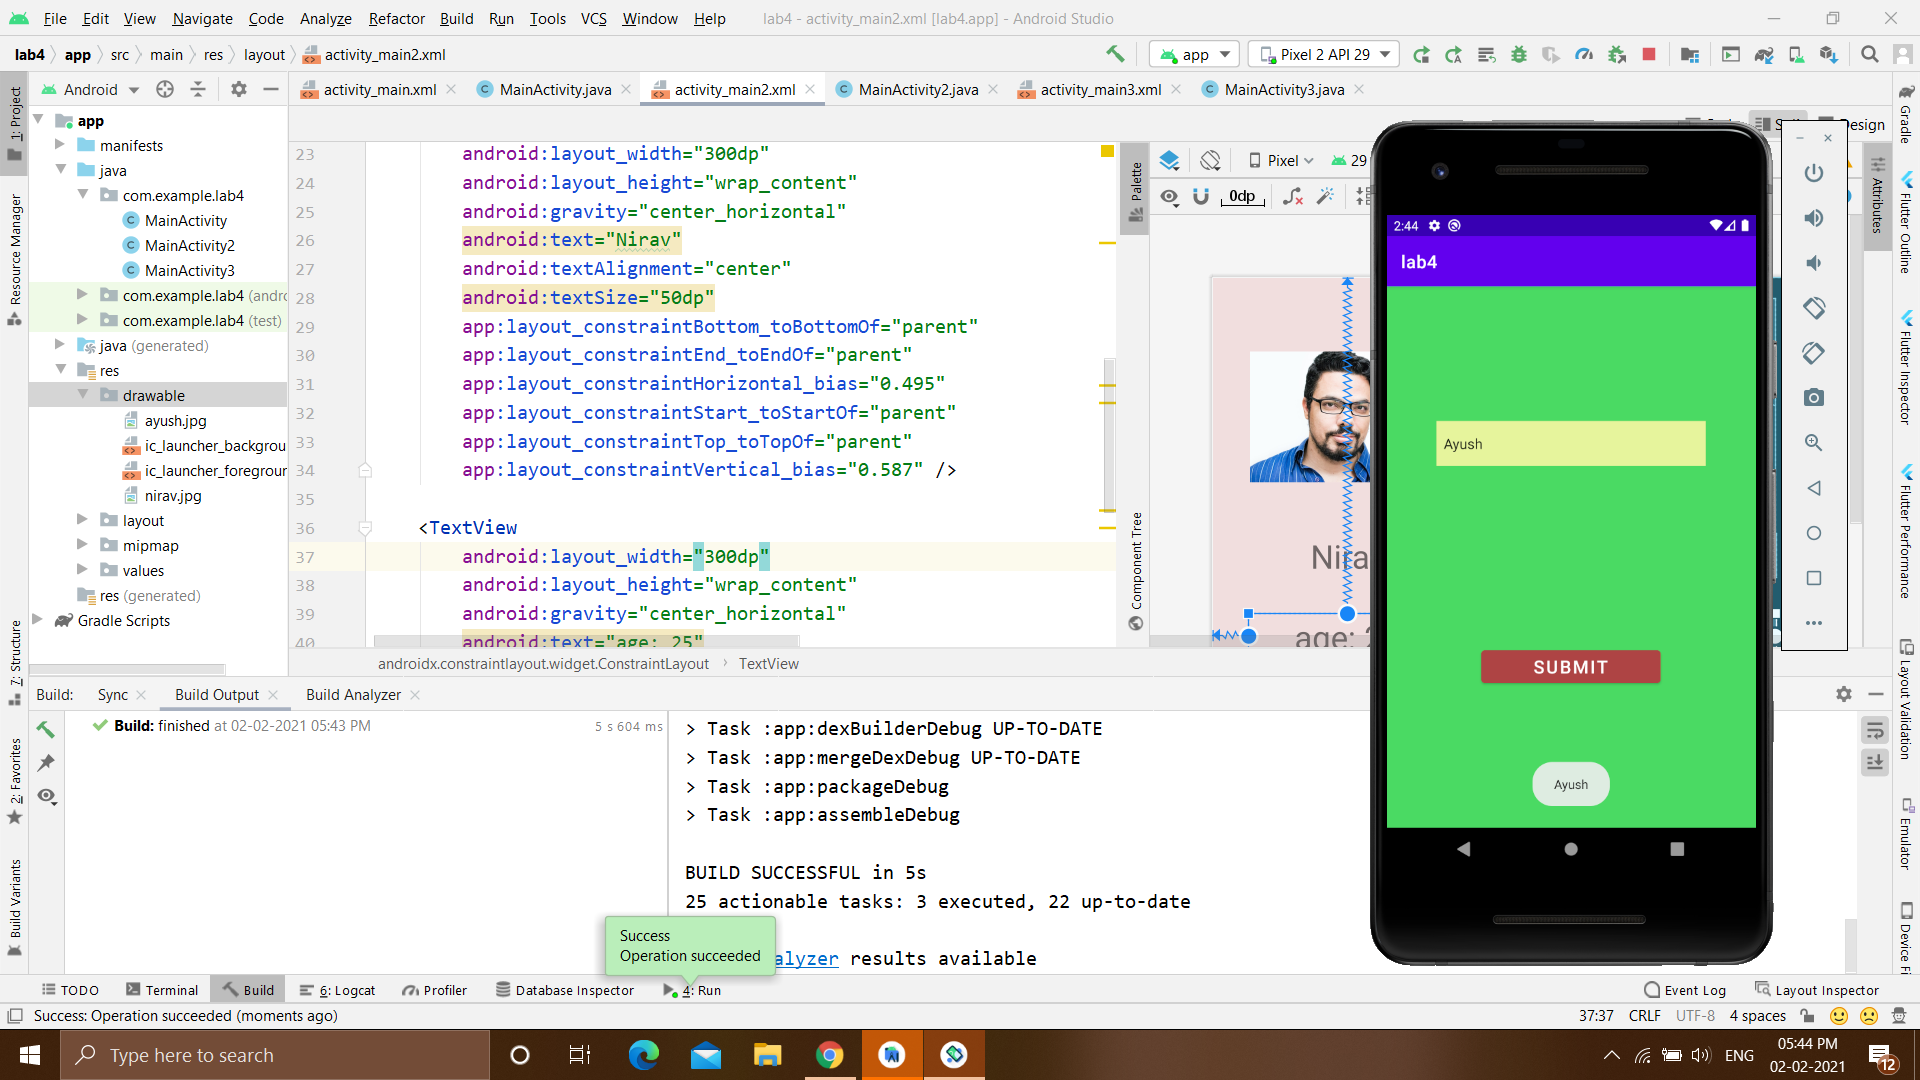 File Edit View Navigate Code Analyze Refactor Build Run Tools VCS Window Help lab4 - activity_main2.xml [lab4.app] - Android Studio
lab4 app src main res layout activity_main2.xml app Pixel 2 API 29
Android activity_main.xml MainActivity.java activity_main2.xml MainActivity2.java activity_main3.xml MainActivity3.java
1: Project
Resource Manager
7: Structure
2: Favorites
Build Variants
app
manifests
java
com.example.lab4
MainActivity
MainActivity2
MainActivity3
com.example.lab4 (andro
com.example.lab4 (test)
java (generated)
res
drawable
ayush.jpg
ic_launcher_backgrou
ic_launcher_foregrour
nirav.jpg
layout
mipmap
values
res (generated)
Gradle Scripts
23 android:layout_width="300dp"
24 android:layout_height="wrap_content"
25 android:gravity="center_horizontal"
26 android:text="Nirav"
27 android:textAlignment="center"
28 android:textSize="50dp"
29 app:layout_constraintBottom_toBottomOf="parent"
30 app:layout_constraintEnd_toEndOf="parent"
31 app:layout_constraintHorizontal_bias="0.495"
32 app:layout_constraintStart_toStartOf="parent"
33 app:layout_constraintTop_toTopOf="parent"
34 app:layout_constraintVertical_bias="0.587" />
35
36 <TextView
37 android:layout_width="300dp"
38 android:layout_height="wrap_content"
39 android:gravity="center_horizontal"
40 android:text="age: 25"
androidx.constraintlayout.widget.ConstraintLayout TextView
Design
Palette
Component Tree
Pixel 29
0dp
Nira
age:
Attributes
2:44
lab4
Ayush
SUBMIT
Ayush
Gradle
Flutter Outline
Flutter Inspector
Flutter Performance
Layout Validation
Emulator
Device Fi
Build: Sync Build Output Build Analyzer
Build: finished at 02-02-2021 05:43 PM 5 s 604 ms
> Task :app:dexBuilderDebug UP-TO-DATE
> Task :app:mergeDexDebug UP-TO-DATE
> Task :app:packageDebug
> Task :app:assembleDebug
BUILD SUCCESSFUL in 5s
25 actionable tasks: 3 executed, 22 up-to-date
alyzer results available
Success
Operation succeeded
TODO Terminal Build 6: Logcat Profiler Database Inspector 4: Run Event Log Layout Inspector
Success: Operation succeeded (moments ago) 37:37 CRLF UTF-8 4 spaces
Type here to search
ENG
05:44 PM
02-02-2021
12